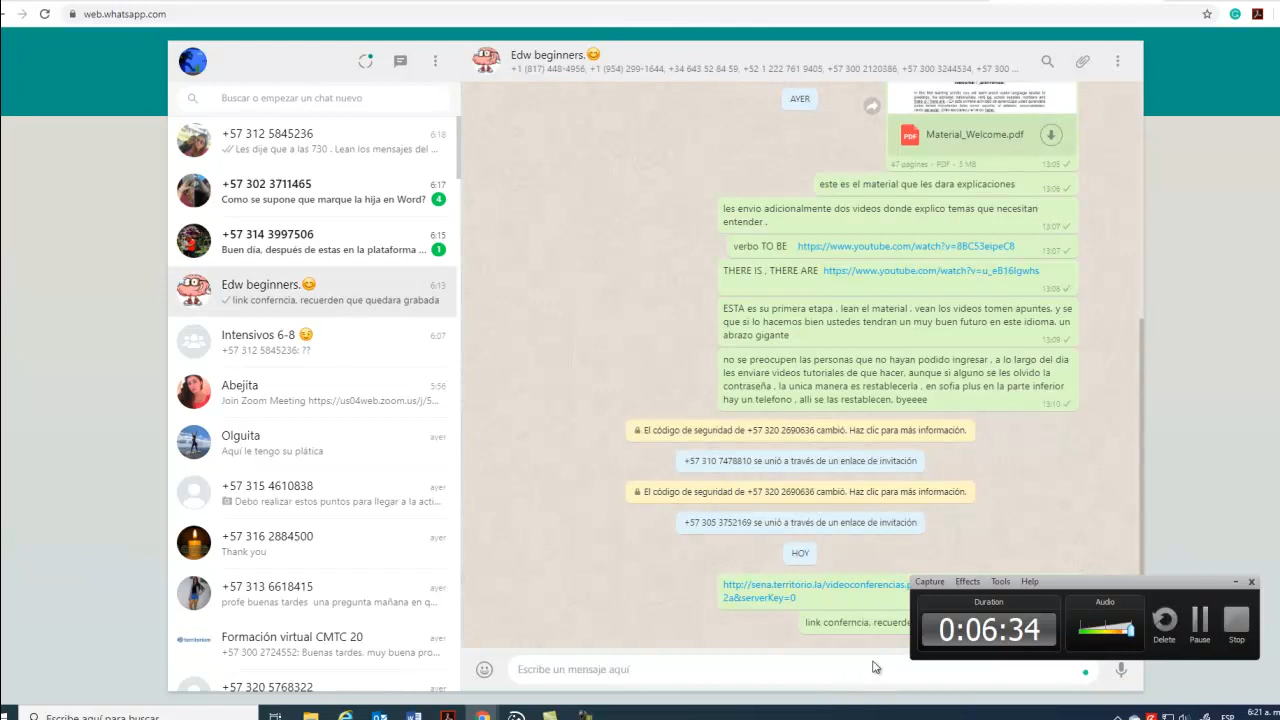 web.whatsapp.com
Edw beginners.😊
+1 (817) 448-4956, +1 (954) 299-1644, +34 643 52 84 59, +52 1 222 761 9405, +57 300 2120386, +57 300 3244534, +57 300 ...
Buscar o empezar un chat nuevo
AYER
+57 312 5845236
6:18
Les dije que a las 730 . Lean los mensajes del ...
+57 302 3711465
6:17
Como se supone que marque la hija en Word?
4
+57 314 3997506
6:15
Buen día, después de estas en la plataforma ...
1
Edw beginners.😊
6:13
link conferncia, recuerden que quedara grabada
Intensivos 6-8 😉
6:07
+57 312 5845236: ??
Abejita
5:56
Join Zoom Meeting https://us04web.zoom.us/j/5...
Olguita
ayer
Aquí le tengo su plática
+57 315 4610838
ayer
Debo realizar estos puntos para llegar a la acti...
+57 316 2884500
ayer
Thank you
+57 313 6618415
ayer
profe buenas tardes una pregunta mañana en q...
Formación virtual CMTC 20
ayer
+57 300 2724552: Buenas tardes. muy buena pro...
+57 320 5768322
ayer
PDF
Material_Welcome.pdf
47 páginas • PDF • 5 MB
13:05
este es el material que les dara explicaciones
13:06
les envio adicionalmente dos videos donde explico temas que necesitan
entender .
13:07
verbo TO BE https://www.youtube.com/watch?v=8BC53eipeC8
13:07
THERE IS , THERE ARE https://www.youtube.com/watch?v=u_eB16lgwhs
13:08
ESTA es su primera etapa , lean el material , vean los videos tomen apuntes, y se
que si lo hacemos bien ustedes tendran un muy buen futuro en este idioma, un
abrazo gigante
13:09
no se preocupen las personas que no hayan podido ingresar , a lo largo del dia
les enviare videos tutoriales de que hacer, aunque si alguno se les olvido la
contraseña , la unica manera es restablecerla , en sofia plus en la parte inferior
hay un telefono , alli se las restablecen, byeeee
13:10
El código de seguridad de +57 320 2690636 cambió. Haz clic para más información.
+57 310 7478810 se unió a través de un enlace de invitación
El código de seguridad de +57 320 2690636 cambió. Haz clic para más información.
+57 305 3752169 se unió a través de un enlace de invitación
HOY
http://sena.territorio.la/videoconferencias.p
2a&serverKey=0
link conferncia, recuerde
Escribe un mensaje aquí
Capture Effects Tools Help
Duration
0:06:34
Audio
Delete
Pause
Stop
Escribe aquí para buscar
ESP
6:21 a. m.